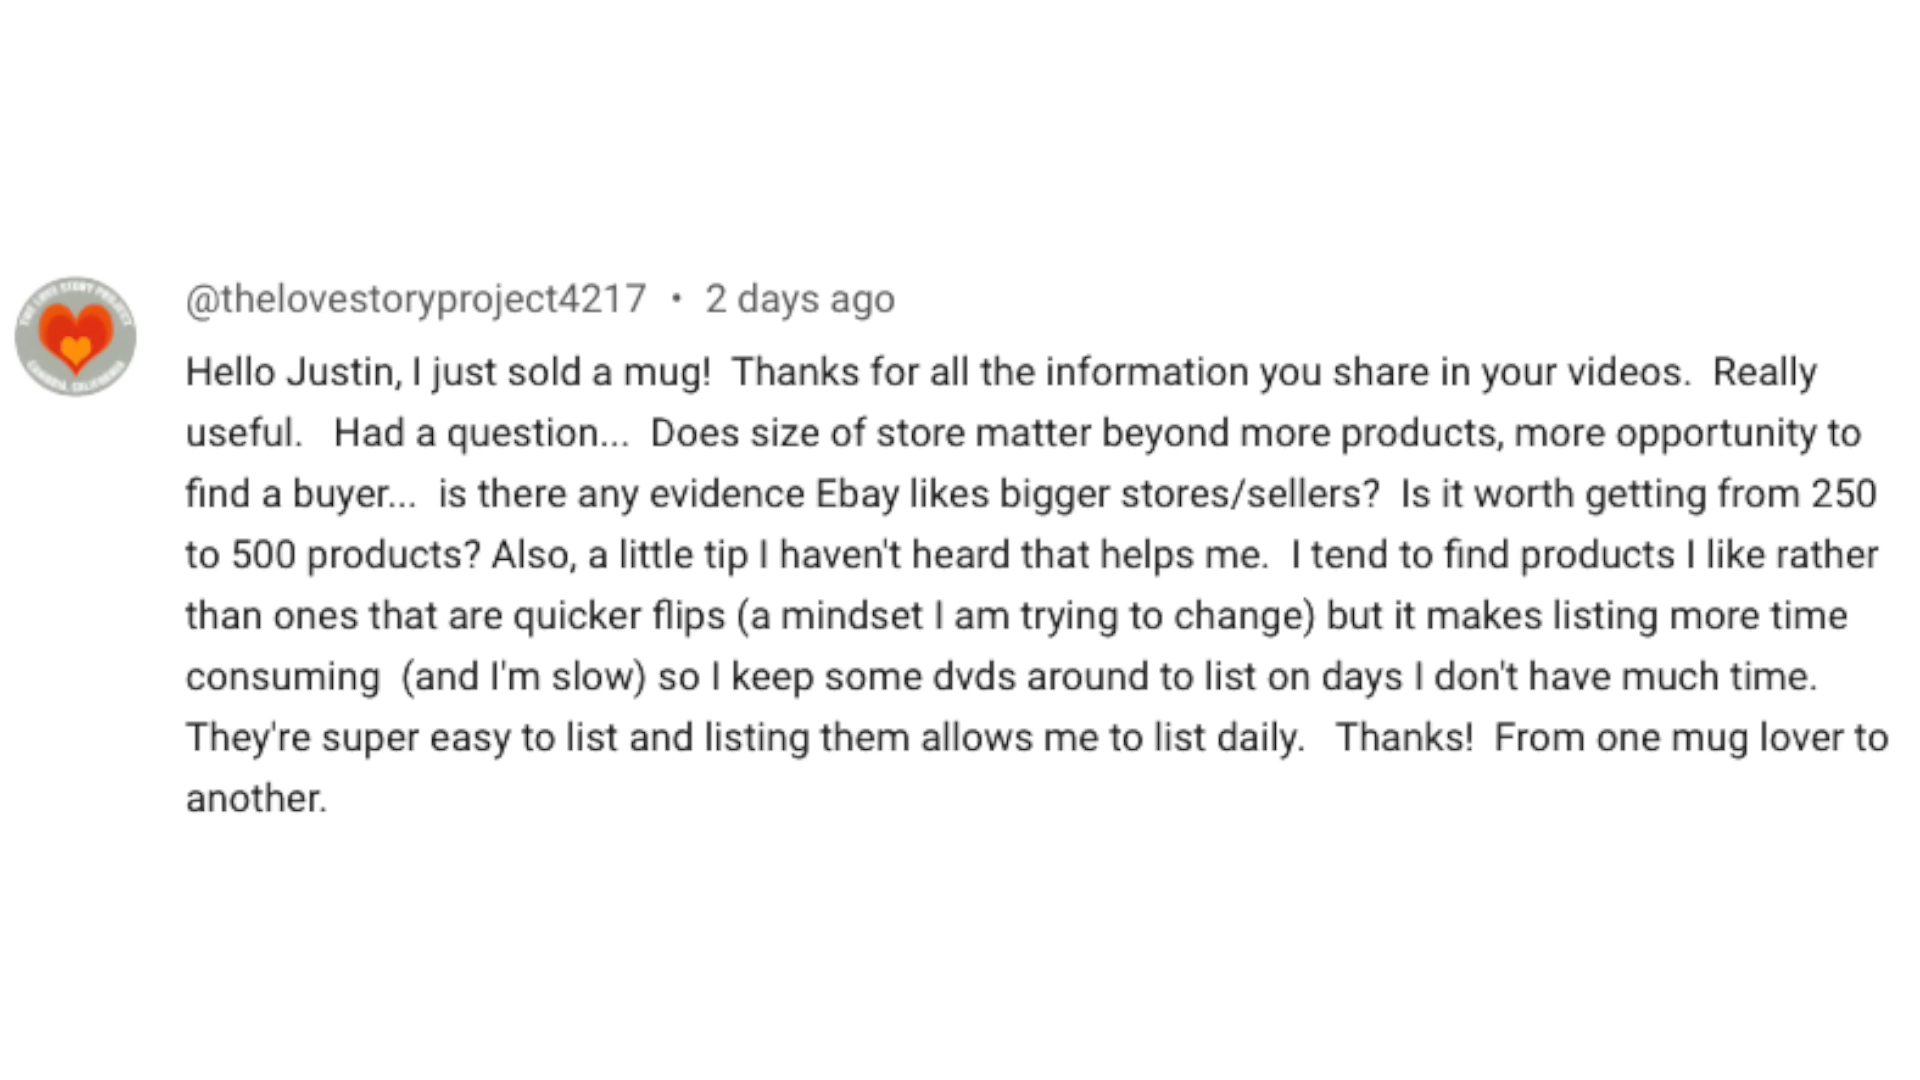 THE LOVE STORY PROJECT
CALIFORNIA
@thelovestoryproject4217 • 2 days ago
Hello Justin, I just sold a mug!  Thanks for all the information you share in your videos.  Really
useful.   Had a question...  Does size of store matter beyond more products, more opportunity to
find a buyer...  is there any evidence Ebay likes bigger stores/sellers?  Is it worth getting from 250
to 500 products? Also, a little tip I haven't heard that helps me.  I tend to find products I like rather
than ones that are quicker flips (a mindset I am trying to change) but it makes listing more time
consuming  (and I'm slow) so I keep some dvds around to list on days I don't have much time.
They're super easy to list and listing them allows me to list daily.   Thanks!  From one mug lover to
another.